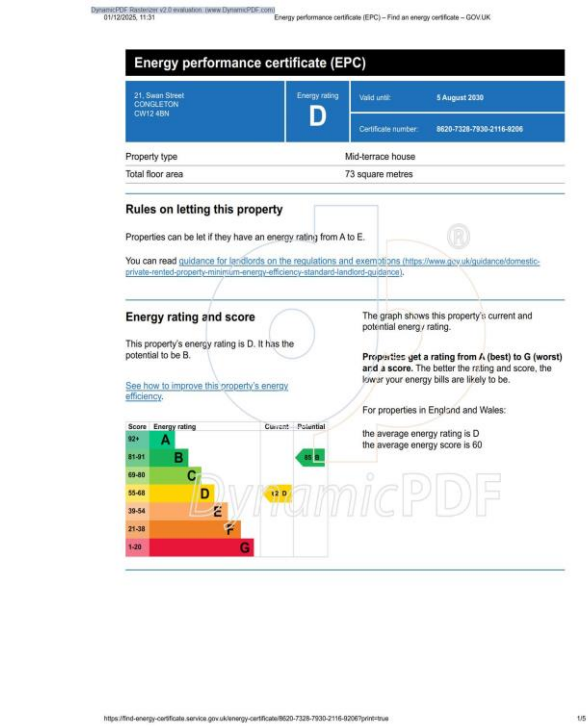 DynamicPDF Rasterizer v2.0 evaluation. (www.DynamicPDF.com)
01/12/2025, 11:31 Energy performance certificate (EPC) – Find an energy certificate – GOV.UK
Energy performance certificate (EPC)
21, Swan Street
CONGLETON
CW12 4BN
Energy rating
D
Valid until: 5 August 2030
Certificate number: 8620-7328-7930-2116-9206
Property type Mid-terrace house
Total floor area 73 square metres
Rules on letting this property
Properties can be let if they have an energy rating from A to E.
You can read guidance for landlords on the regulations and exemptions (https://www.gov.uk/guidance/domestic-
private-rented-property-minimum-energy-efficiency-standard-landlord-guidance).
Energy rating and score
This property's energy rating is D. It has the
potential to be B.
See how to improve this property's energy
efficiency.
The graph shows this property's current and
potential energy rating.
Properties get a rating from A (best) to G (worst)
and a score. The better the rating and score, the
lower your energy bills are likely to be.
For properties in England and Wales:
the average energy rating is D
the average energy score is 60
Score Energy rating Current Potential
92+ A
81-91 B B
69-80 C
55-68 D D
39-54 E
21-38 F
1-20 G
DynamicPDF
®
https://find-energy-certificate.service.gov.uk/energy-certificate/8620-7328-7930-2116-9206?print=true 1/5